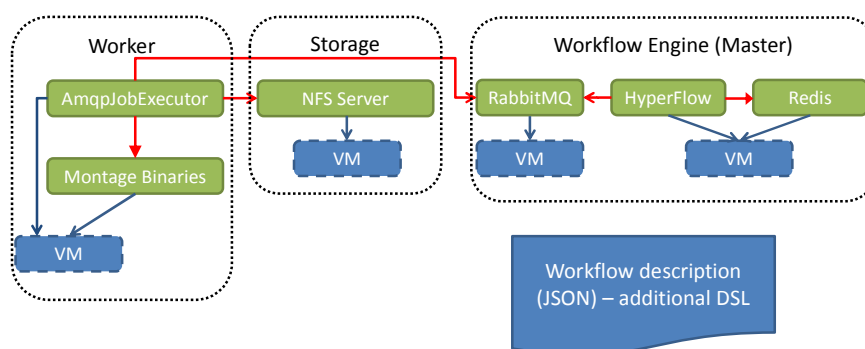 Worker
Storage
Workflow Engine (Master)
AmqpJobExecutor
NFS Server
RabbitMQ
HyperFlow
Redis
VM
VM
VM
Montage Binaries
VM
Workflow description
(JSON) – additional DSL